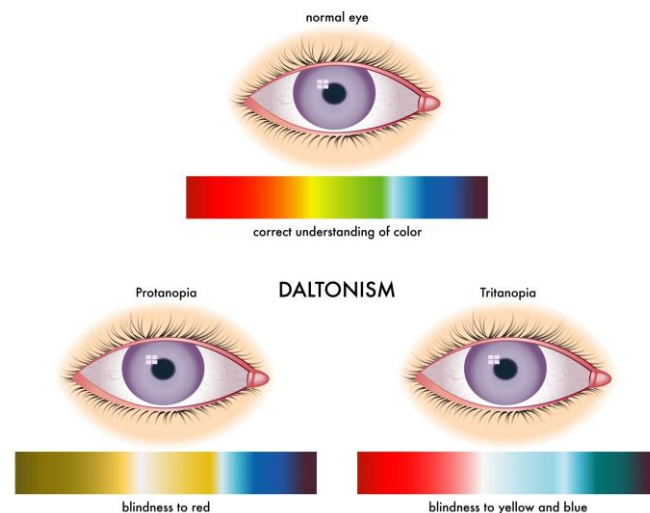 normal eye
correct understanding of color
DALTONISM
Protanopia
Tritanopia
blindness to red
blindness to yellow and blue